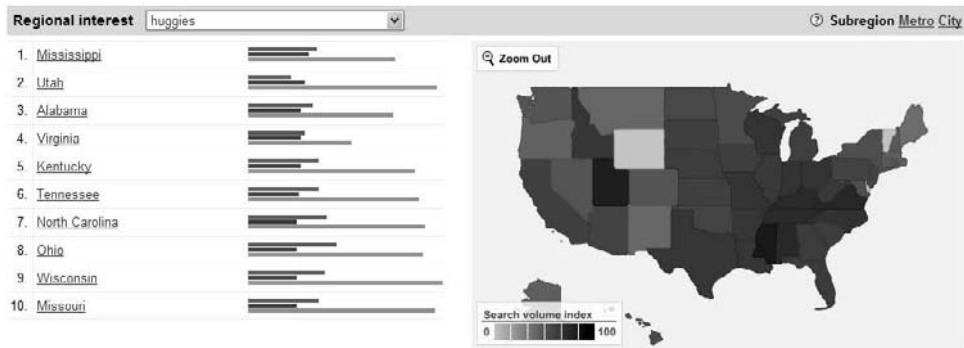 Regional interest huggies Subregion Metro City
1. Mississippi
2. Utah
3. Alabama
4. Virginia
5. Kentucky
6. Tennessee
7. North Carolina
8. Ohio
9. Wisconsin
10. Missouri
Zoom Out
Search volume index
0 100